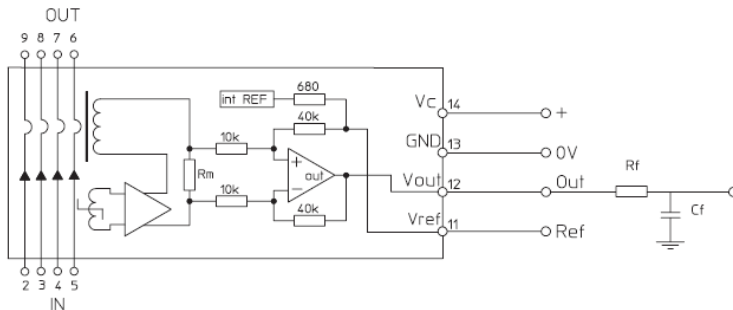 OUT
9 8 7 6
int REF
680
Vc
14
+
40k
GND
13
0V
10k
Rf
+
out
Vout
12
Out
Rm
10k
-
Cf
40k
Vref
11
Ref
2 3 4 5
IN